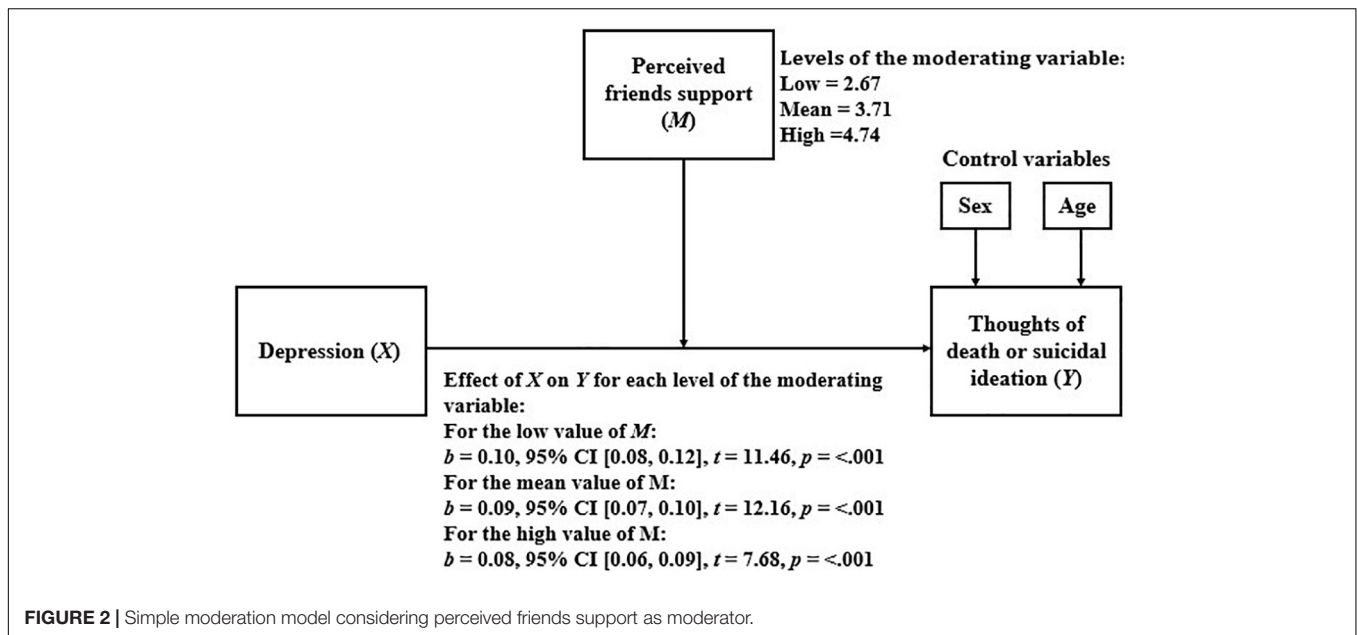 Perceived
friends support
(M)
Levels of the moderating variable:
Low = 2.67
Mean = 3.71
High =4.74
Control variables
Sex
Age
Depression (X)
Thoughts of
death or suicidal
ideation (Y)
Effect of X on Y for each level of the moderating
variable:
For the low value of M:
b = 0.10, 95% CI [0.08, 0.12], t = 11.46, p = <.001
For the mean value of M:
b = 0.09, 95% CI [0.07, 0.10], t = 12.16, p = <.001
For the high value of M:
b = 0.08, 95% CI [0.06, 0.09], t = 7.68, p = <.001
FIGURE 2 | Simple moderation model considering perceived friends support as moderator.